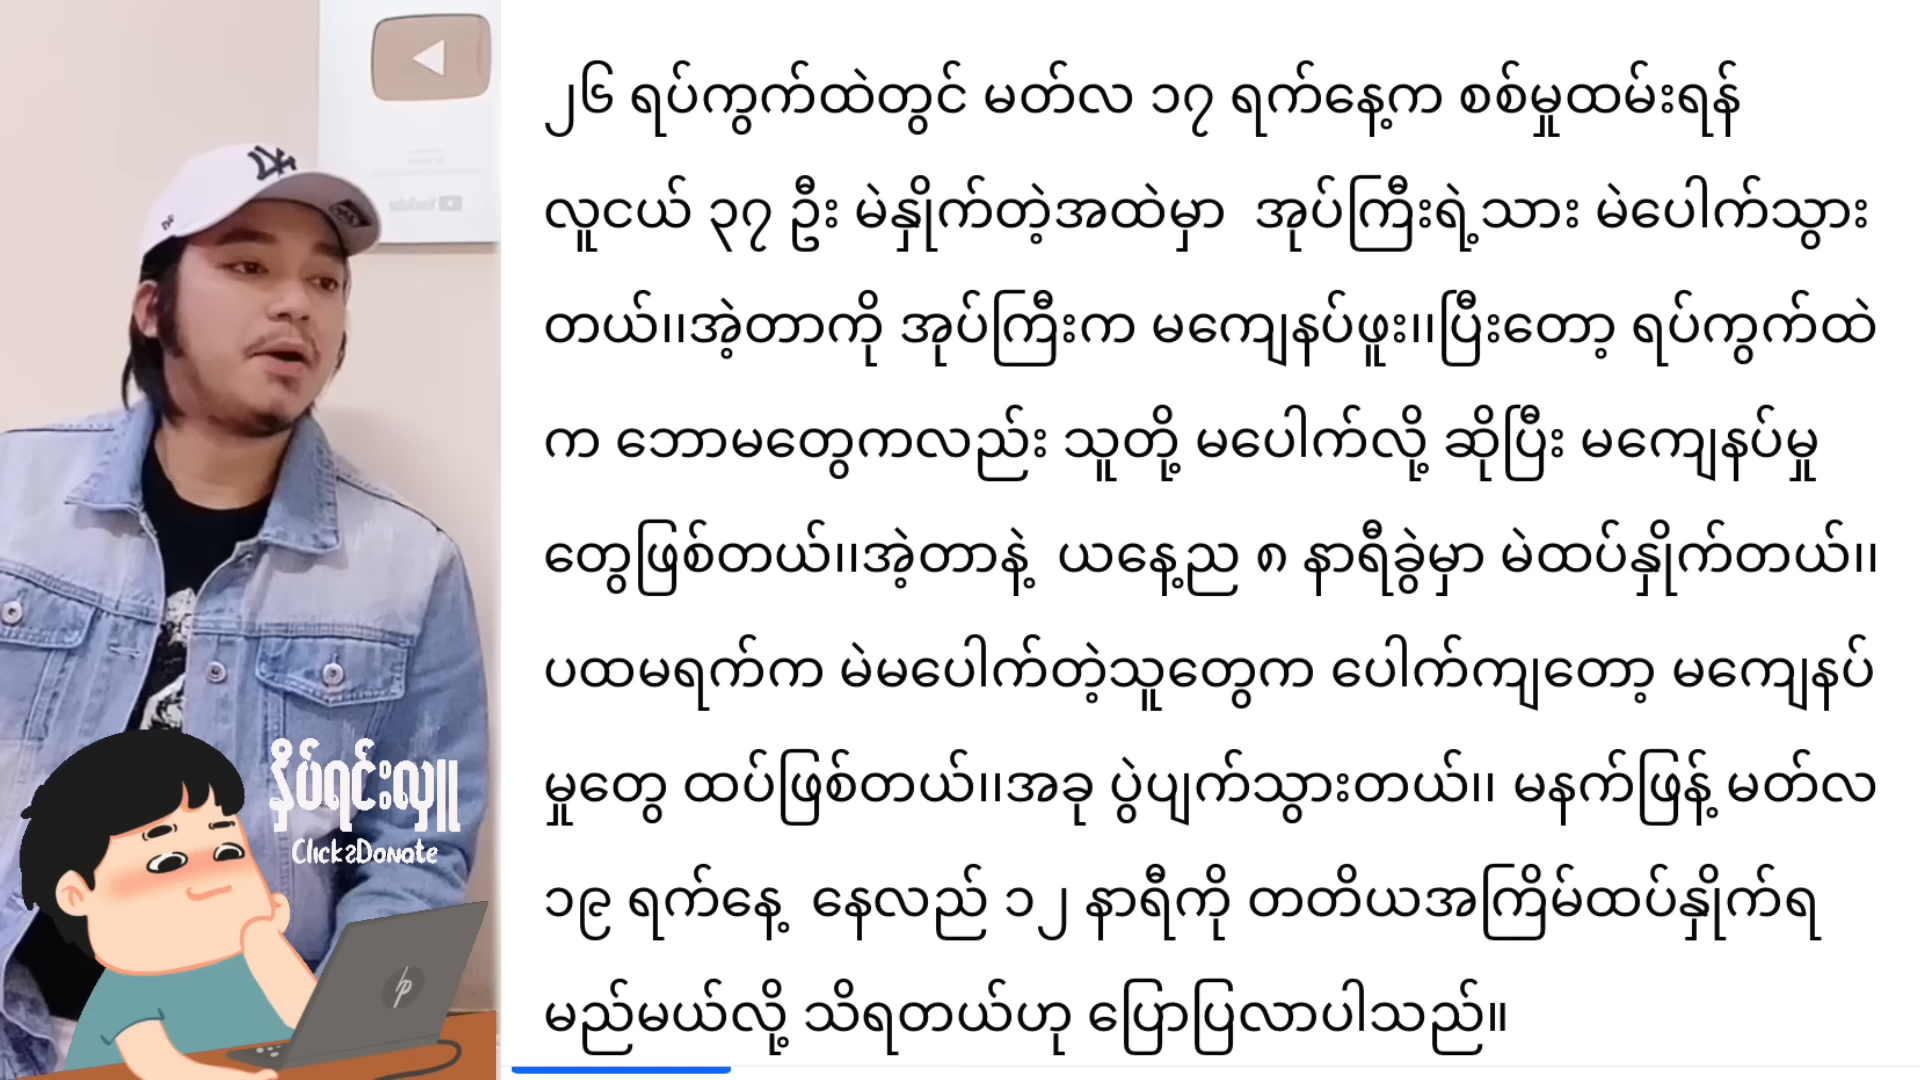 ၂၆ ရပ်ကွက်ထဲတွင် မတ်လ ၁၇ ရက်နေ့က စစ်မှုထမ်းရန်
လူငယ် ၃၇ ဦး မဲနှိုက်တဲ့အထဲမှာ အုပ်ကြီးရဲ့သား မဲပေါက်သွား
တယ်၊၊အဲ့တာကို အုပ်ကြီးက မကျေနပ်ဖူး၊၊ပြီးတော့ ရပ်ကွက်ထဲ
က ဘောမတွေကလည်း သူတို့ မပေါက်လို့ ဆိုပြီး မကျေနပ်မှု
တွေဖြစ်တယ်၊၊အဲ့တာနဲ့ ယနေ့ည ၈ နာရီခွဲမှာ မဲထပ်နှိုက်တယ်၊၊
ပထမရက်က မဲမပေါက်တဲ့သူတွေက ပေါက်ကျတော့ မကျေနပ်
မှုတွေ ထပ်ဖြစ်တယ်၊၊အခု ပွဲပျက်သွားတယ်၊၊ မနက်ဖြန့် မတ်လ
၁၉ ရက်နေ့ နေလည် ၁၂ နာရီကို တတိယအကြိမ်ထပ်နှိုက်ရ
မည်မယ်လို့ သိရတယ်ဟု ပြောပြလာပါသည်။
နှိပ်ရင်းလှူ
Click2Donate
hp
YouTube